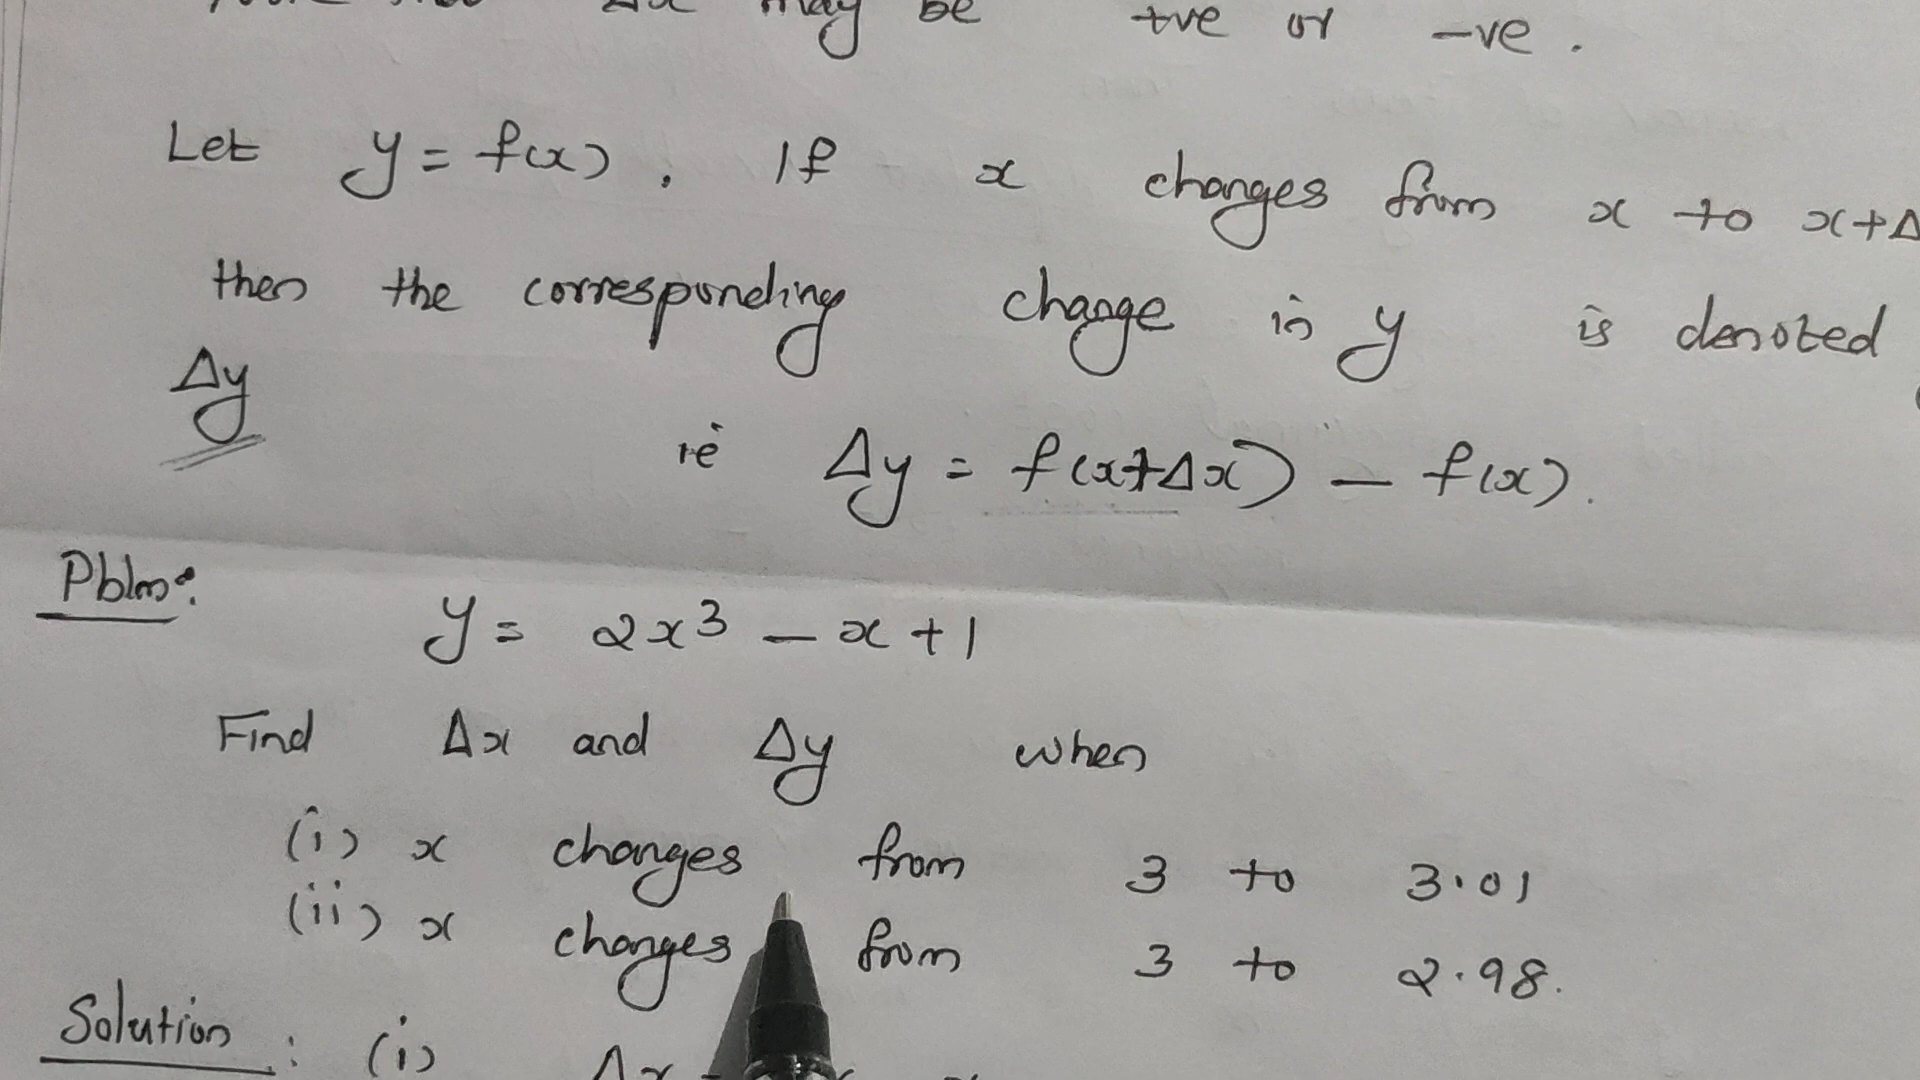 may be +ve or -ve.
Let y = f(x), If x changes from x to x+Δ
then the corresponding change in y is denoted
Δy
ie Δy = f(x+Δx) - f(x).
Pblm:
y = 2x³ - x + 1
Find Δx and Δy when
(i) x changes from 3 to 3.01
(ii) x changes from 3 to 2.98.
Solution : (i)